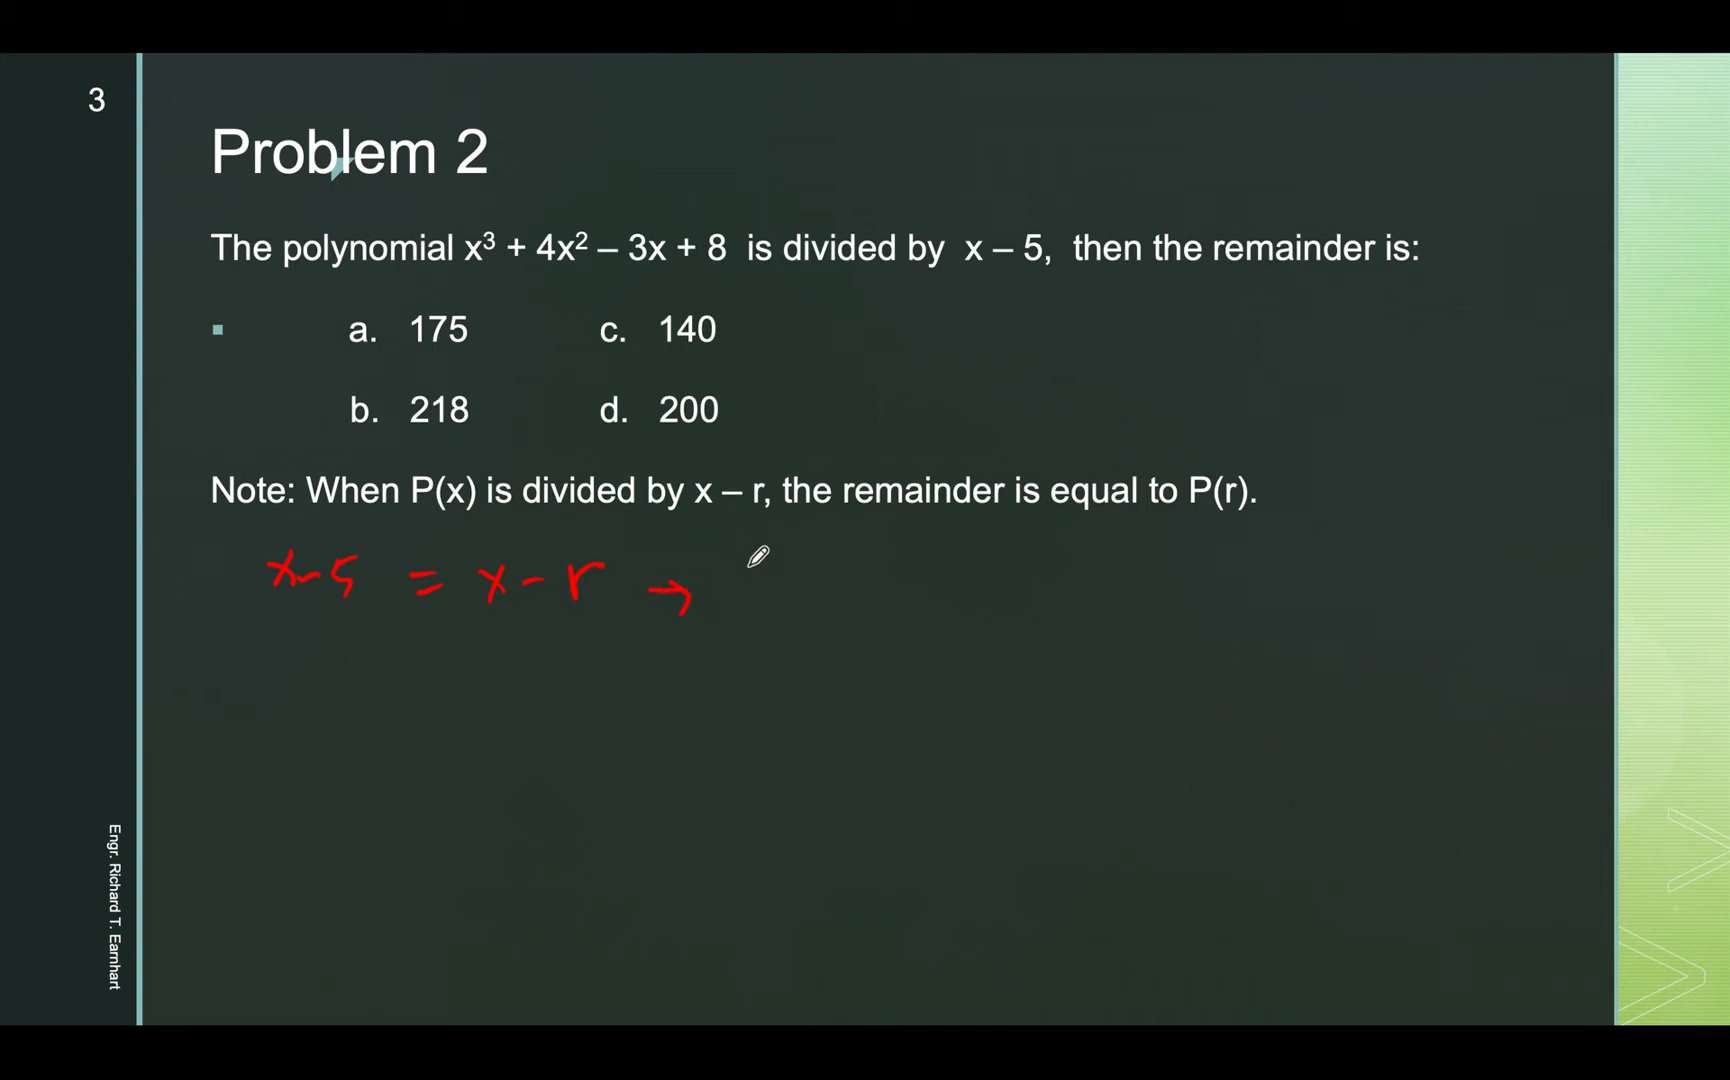 3
Problem 2
The polynomial x³ + 4x² – 3x + 8 is divided by x – 5, then the remainder is:
▪ a. 175 c. 140
b. 218 d. 200
Note: When P(x) is divided by x – r, the remainder is equal to P(r).
x - 5 = x - r →
Engr. Richard T. Earnhart